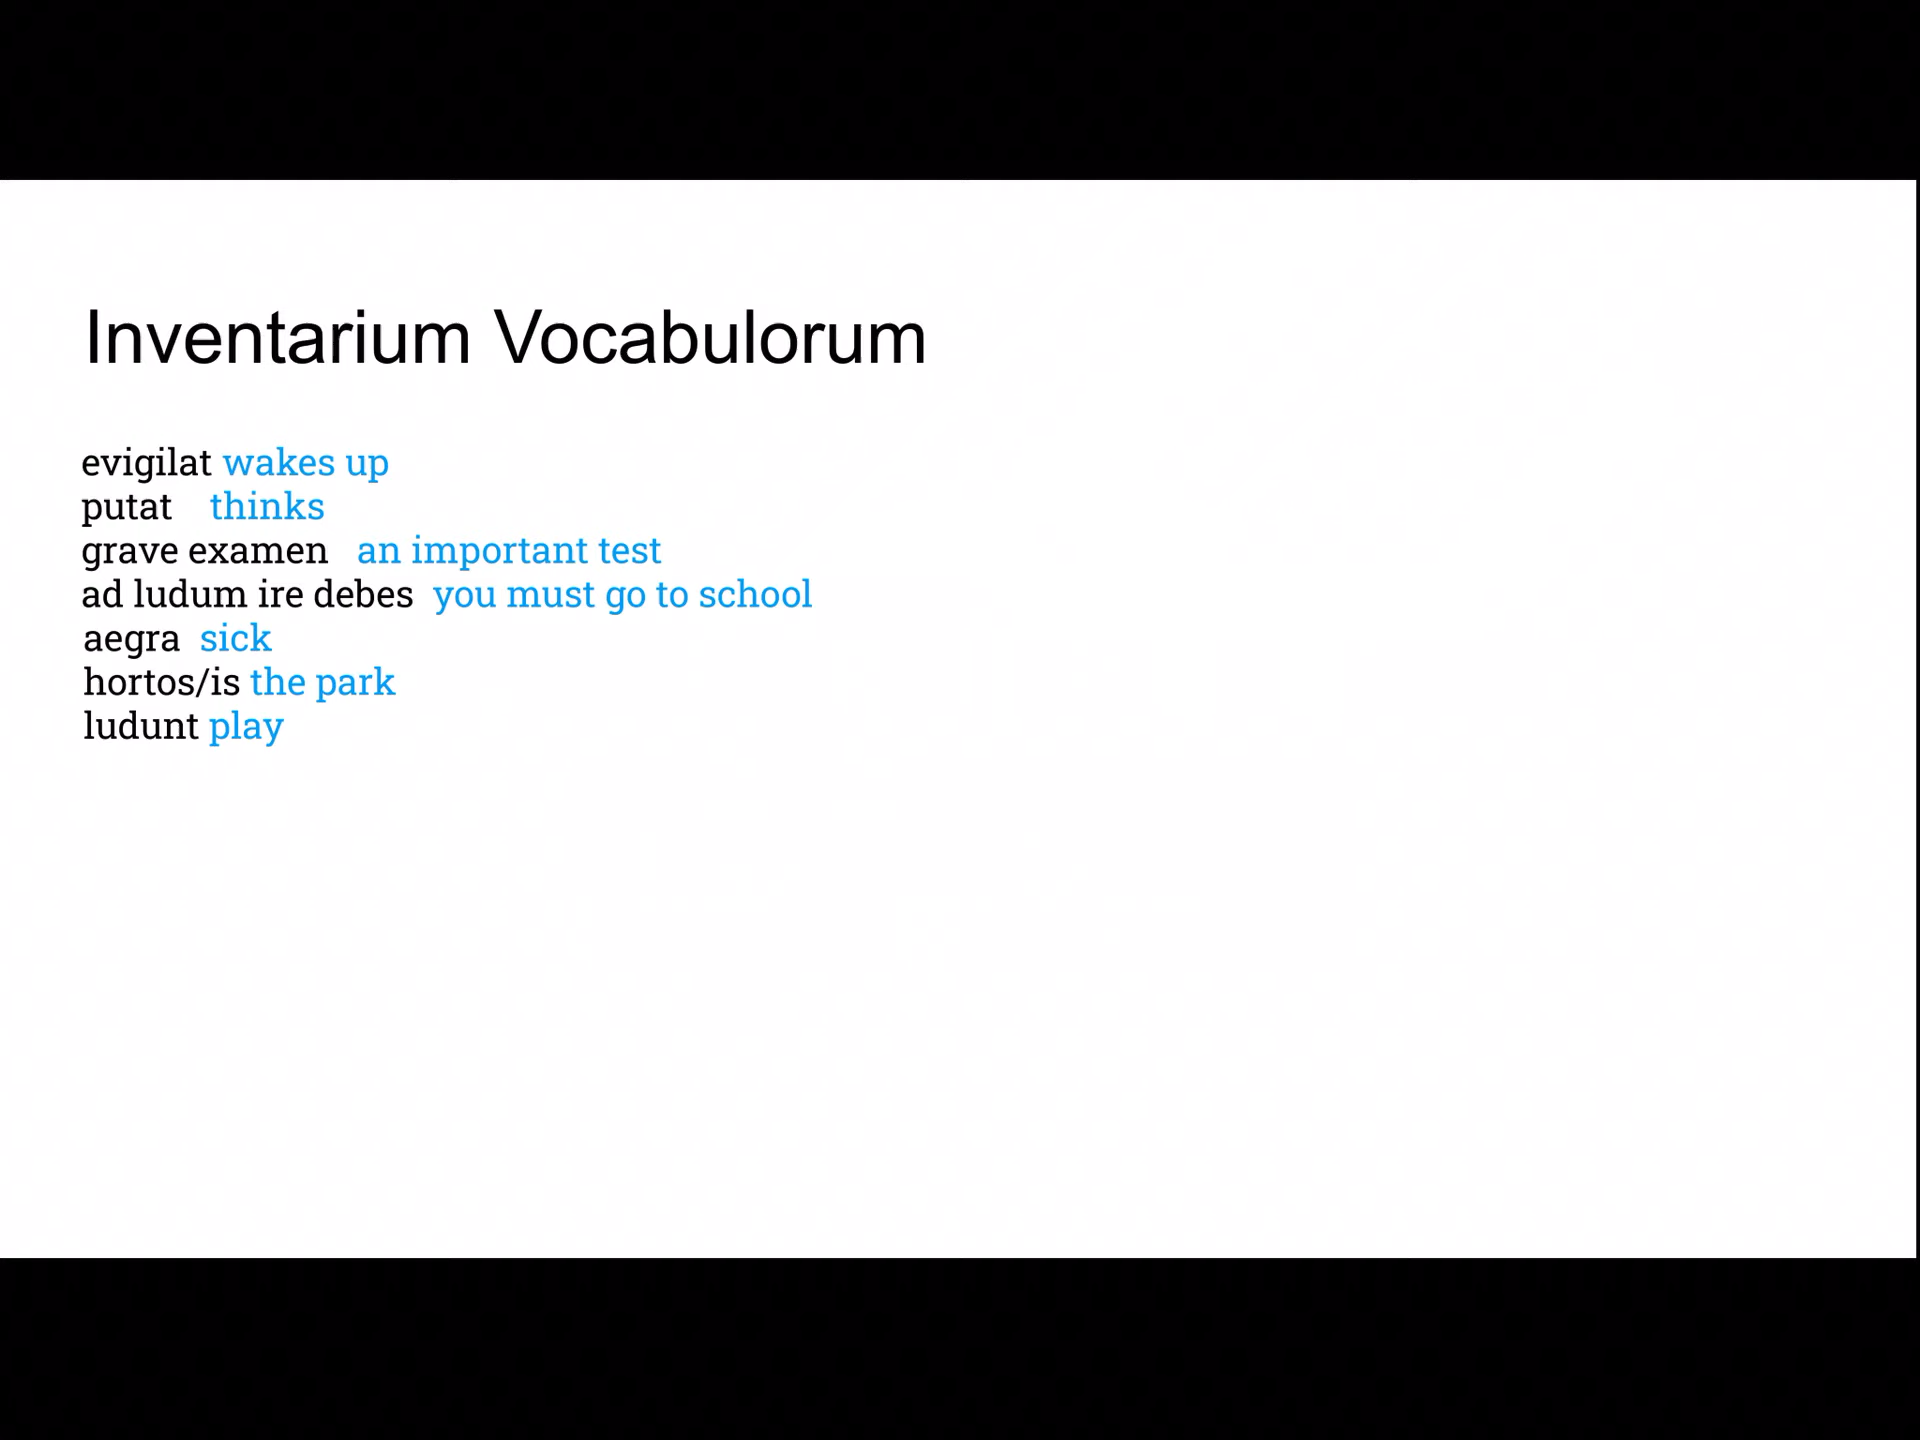 Inventarium Vocabulorum
evigilat wakes up
putat thinks
grave examen an important test
ad ludum ire debes you must go to school
aegra sick
hortos/is the park
ludunt play